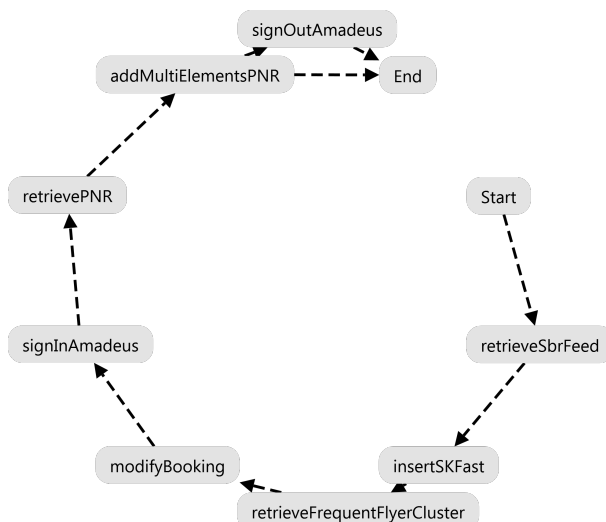 signOutAmadeus
addMultiElementsPNR
End
retrievePNR
Start
signInAmadeus
retrieveSbrFeed
modifyBooking
insertSKFast
retrieveFrequentFlyerCluster